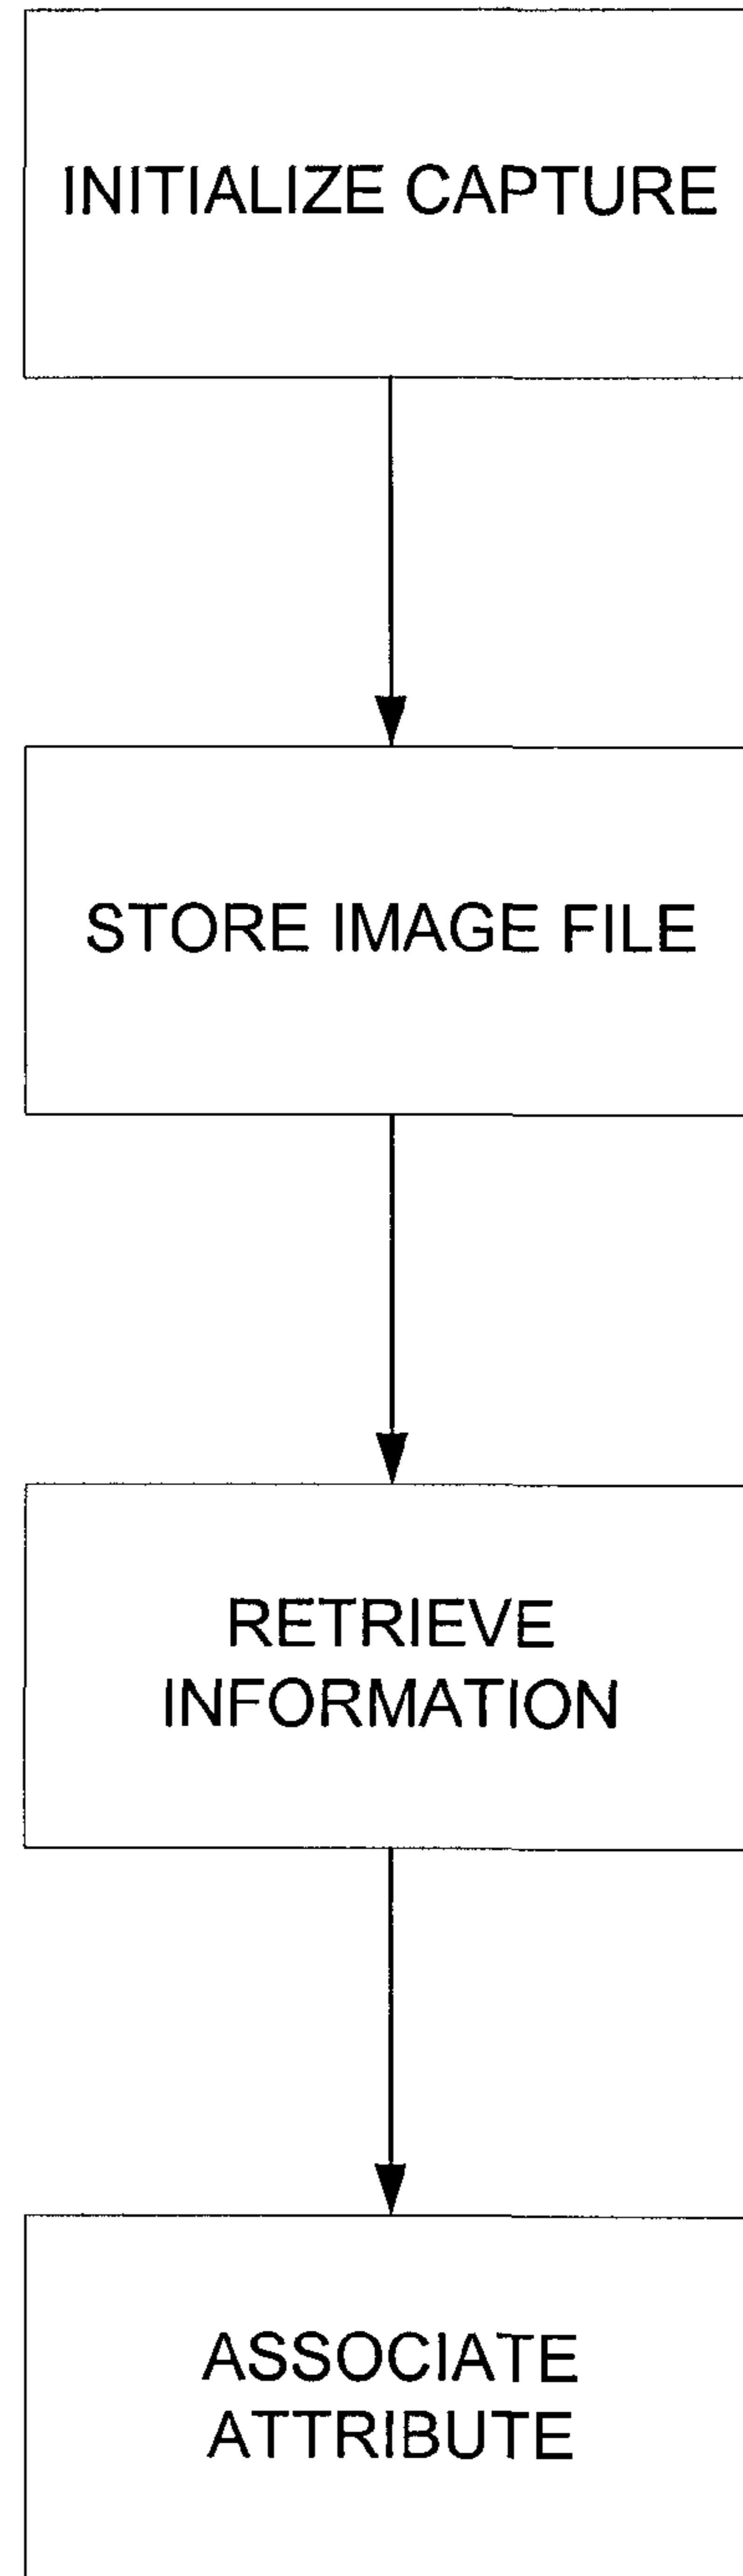 INITIALIZE CAPTURE
STORE IMAGE FILE
RETRIEVE
INFORMATION
ASSOCIATE
ATTRIBUTE